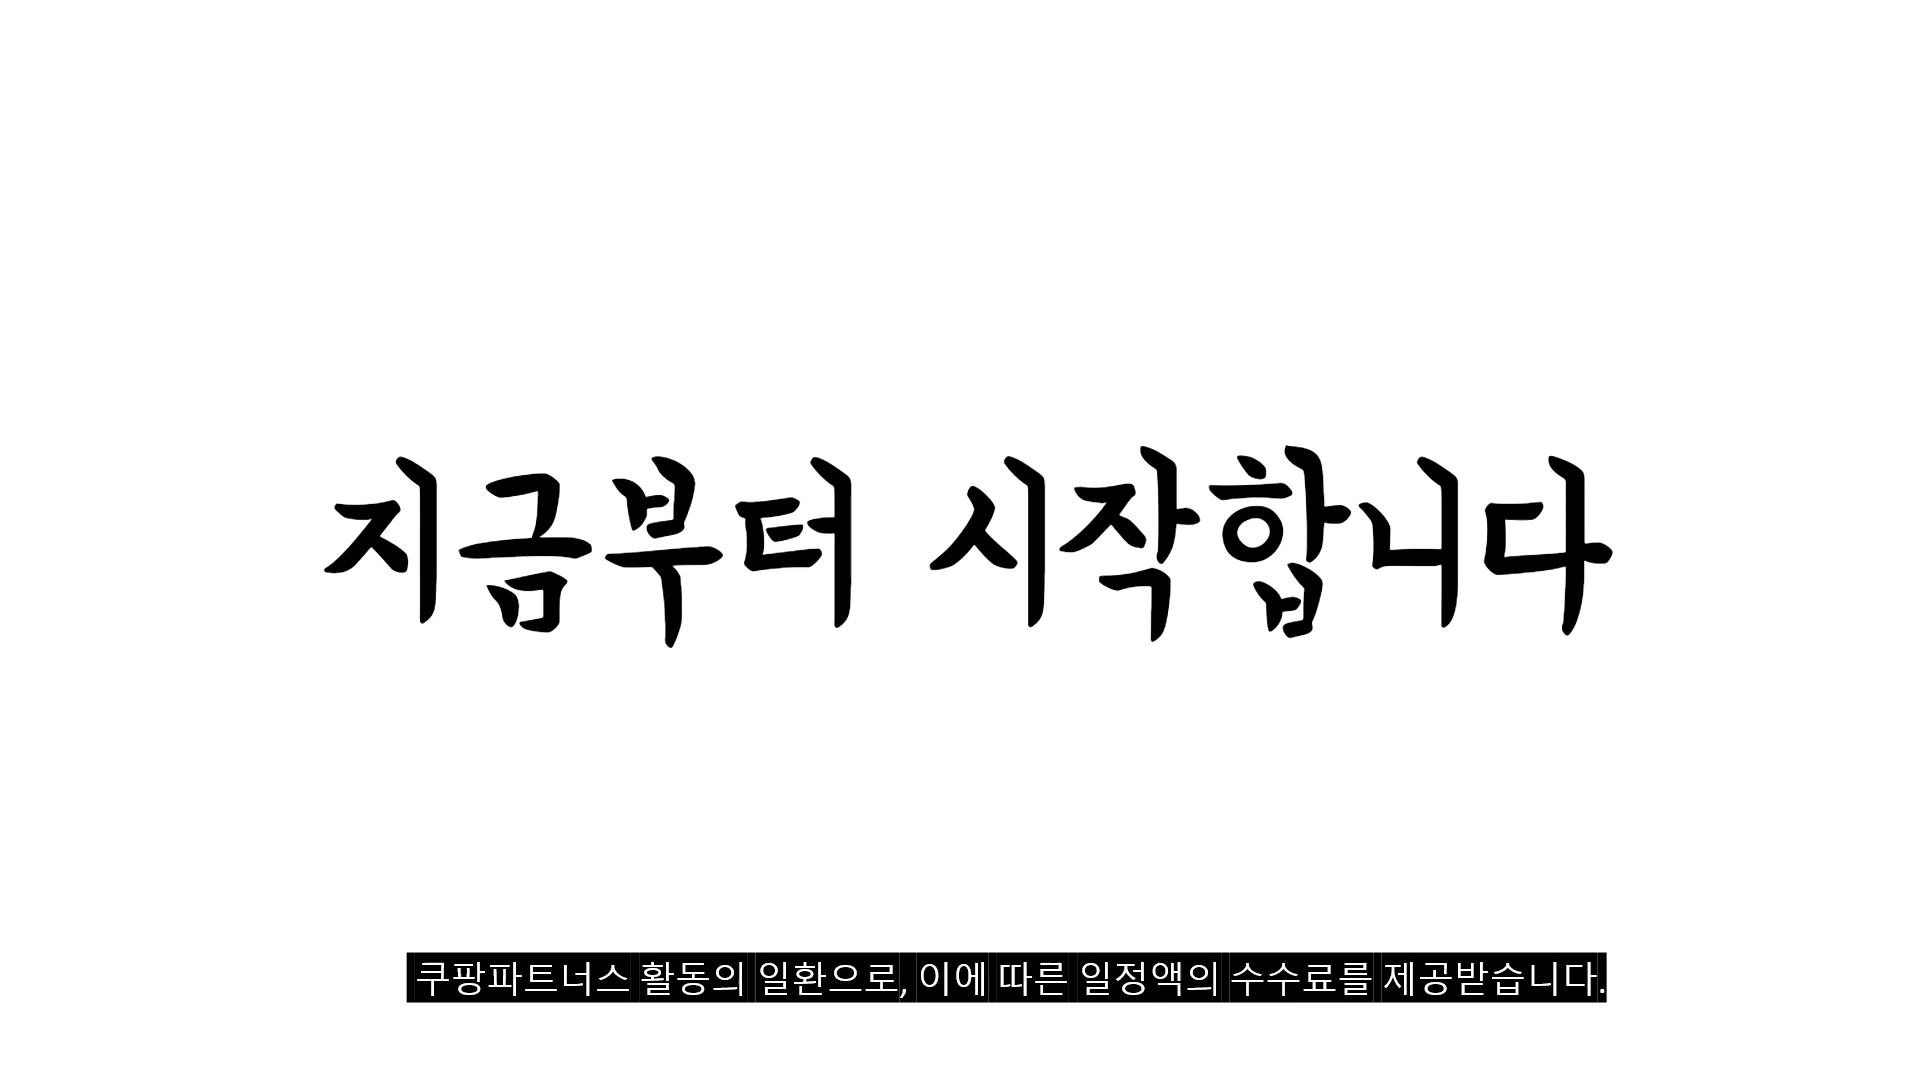 지금부터 시작합니다
쿠팡파트너스 활동의 일환으로, 이에 따른 일정액의 수수료를 제공받습니다.